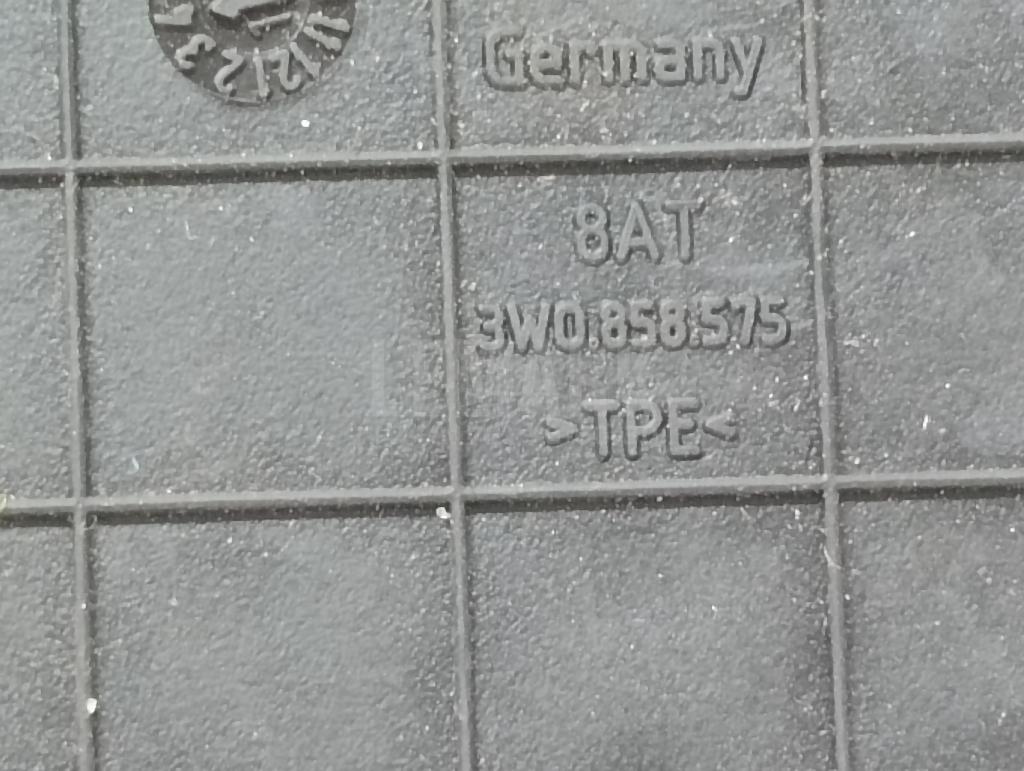 Germany
8AT
3W0.858.575
>TPE<